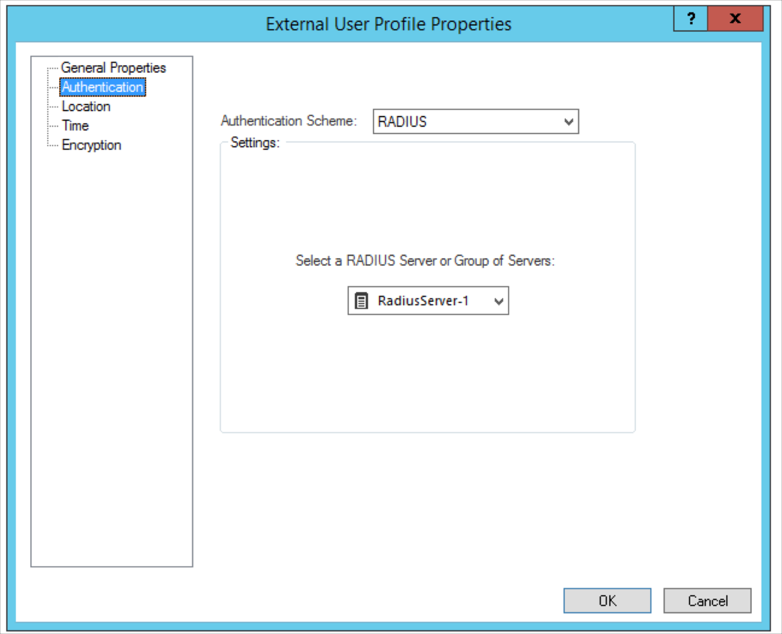 External User Profile Properties
?
x
General Properties
Authentication
Location
Time
Encryption
Authentication Scheme: RADIUS
Settings:
Select a RADIUS Server or Group of Servers:
RadiusServer-1
OK
Cancel